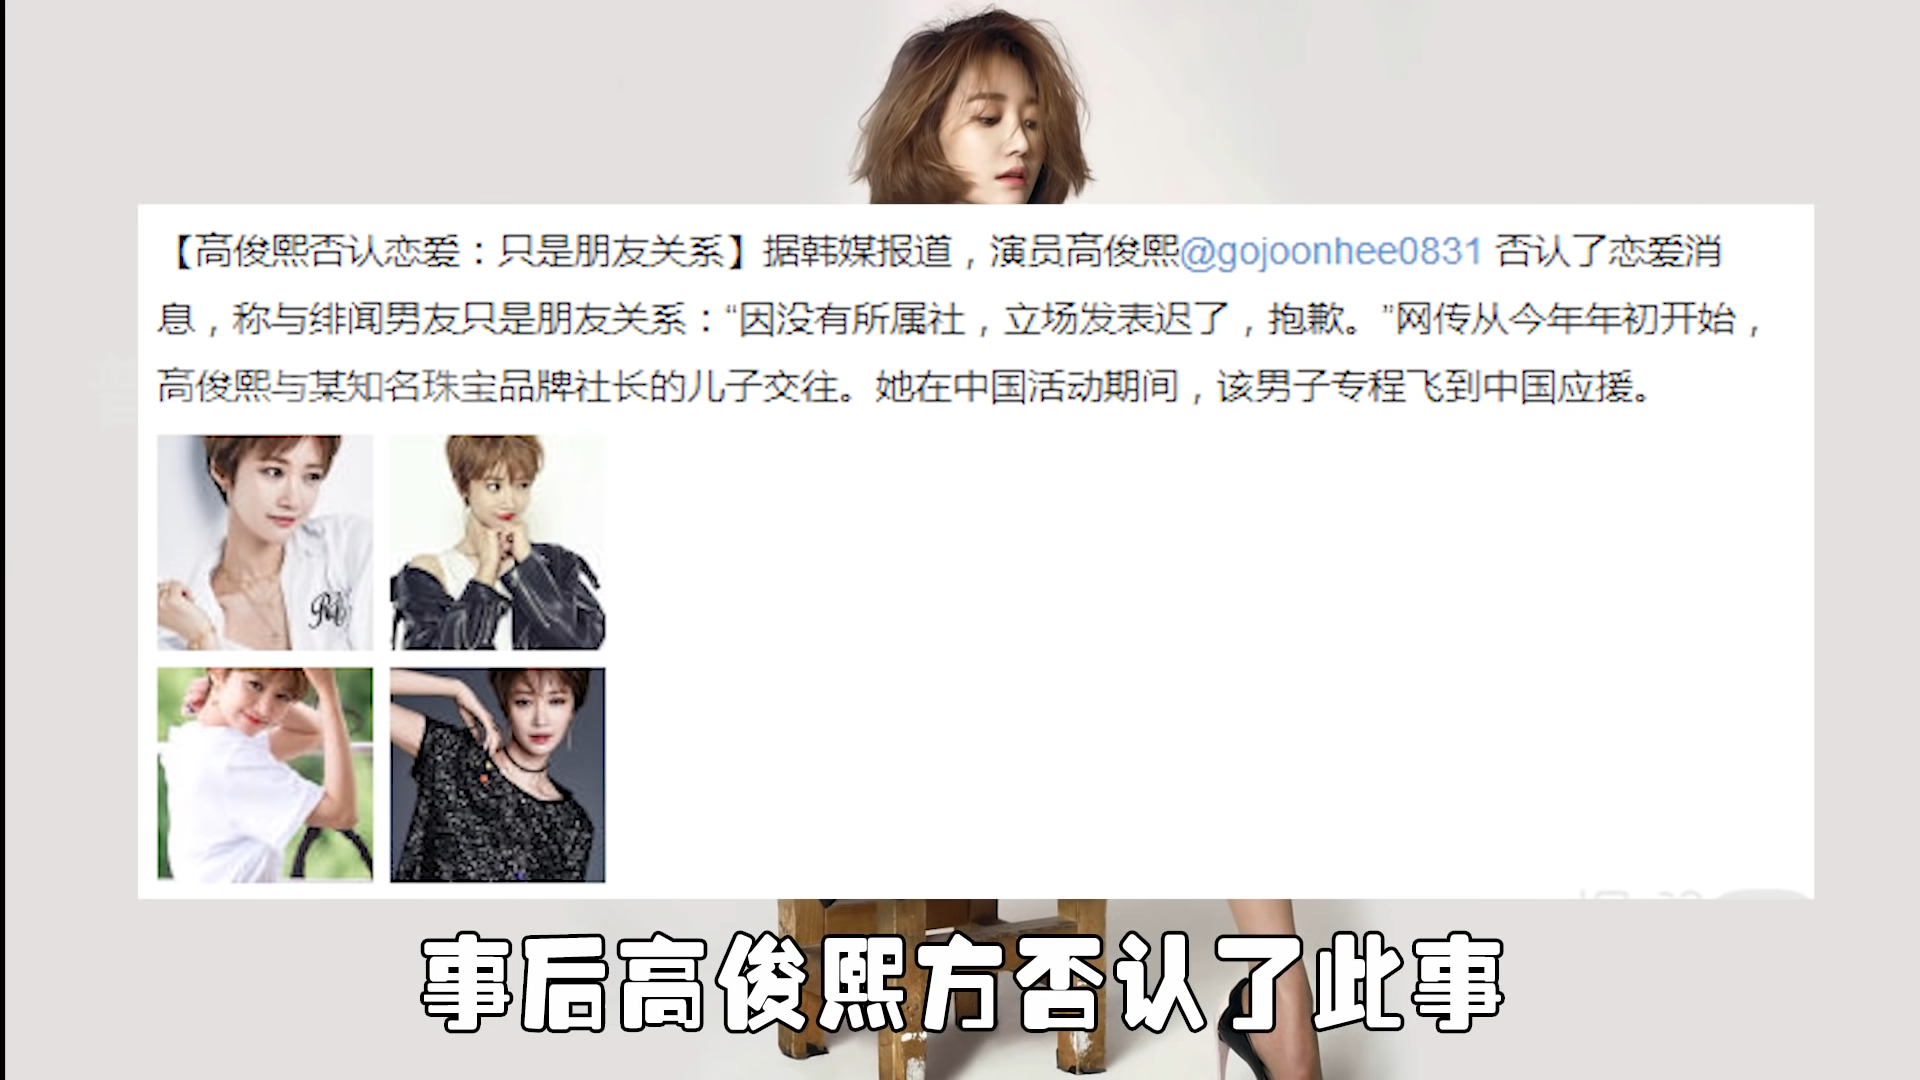 【高俊熙否认恋爱：只是朋友关系】据韩媒报道，演员高俊熙@gojoonhee0831 否认了恋爱消
息，称与绯闻男友只是朋友关系：“因没有所属社，立场发表迟了，抱歉。”网传从今年年初开始，
高俊熙与某知名珠宝品牌社长的儿子交往。她在中国活动期间，该男子专程飞到中国应援。
事后高俊熙方否认了此事